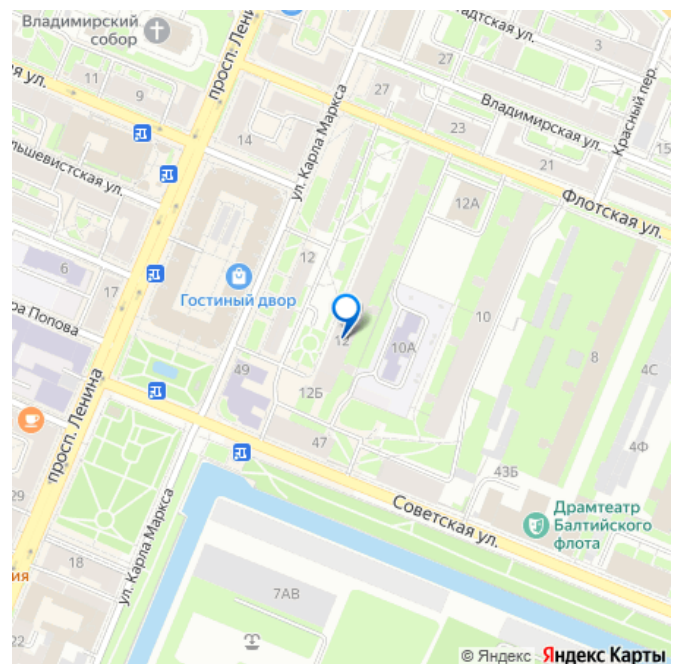 Владимирский
собор
просп. Ленина
адтская ул.
3
Красный пер.
11
9
я ул.
27
27
Владимирская ул.
15
14
23
21
ул. Карла Маркса
льшевистская ул.
12А
Флотская ул.
6
17
12
Гостиный двор
10
ра Попова
12
10А
8
4С
49
12Б
просп. Ленина
47
43Б
4Ф
29
ул. Карла Маркса
Советская ул.
Драмтеатр
Балтийского
флота
18
ия
7АВ
22
© Яндекс Яндекс Карты